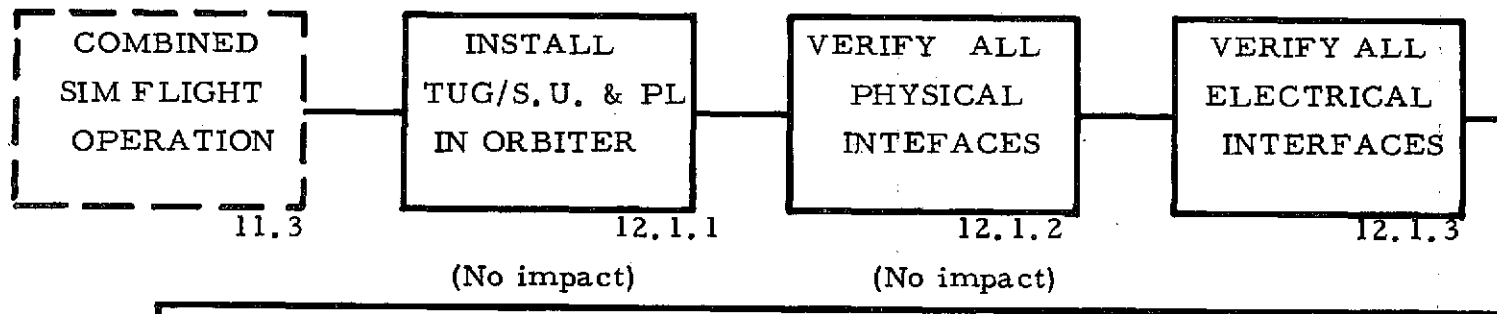 COMBINED
SIM FLIGHT
OPERATION
11.3
INSTALL
TUG/S.U. & PL
IN ORBITER
12.1.1
(No impact)
VERIFY ALL
PHYSICAL
INTEFACES
12.1.2
(No impact)
VERIFY ALL
ELECTRICAL
INTERFACES
12.1.3